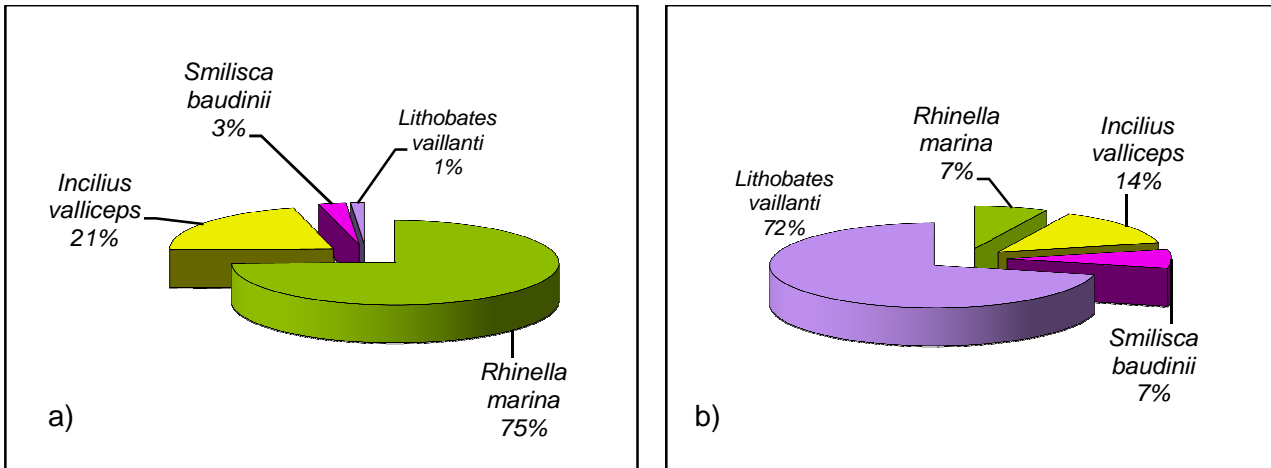 Smilisca
baudinii
3%
Lithobates
vaillanti
1%
Incilius
valliceps
21%
Rhinella
marina
75%
a)
Rhinella
marina
7%
Incilius
valliceps
14%
Lithobates
vaillanti
72%
Smilisca
baudinii
7%
b)